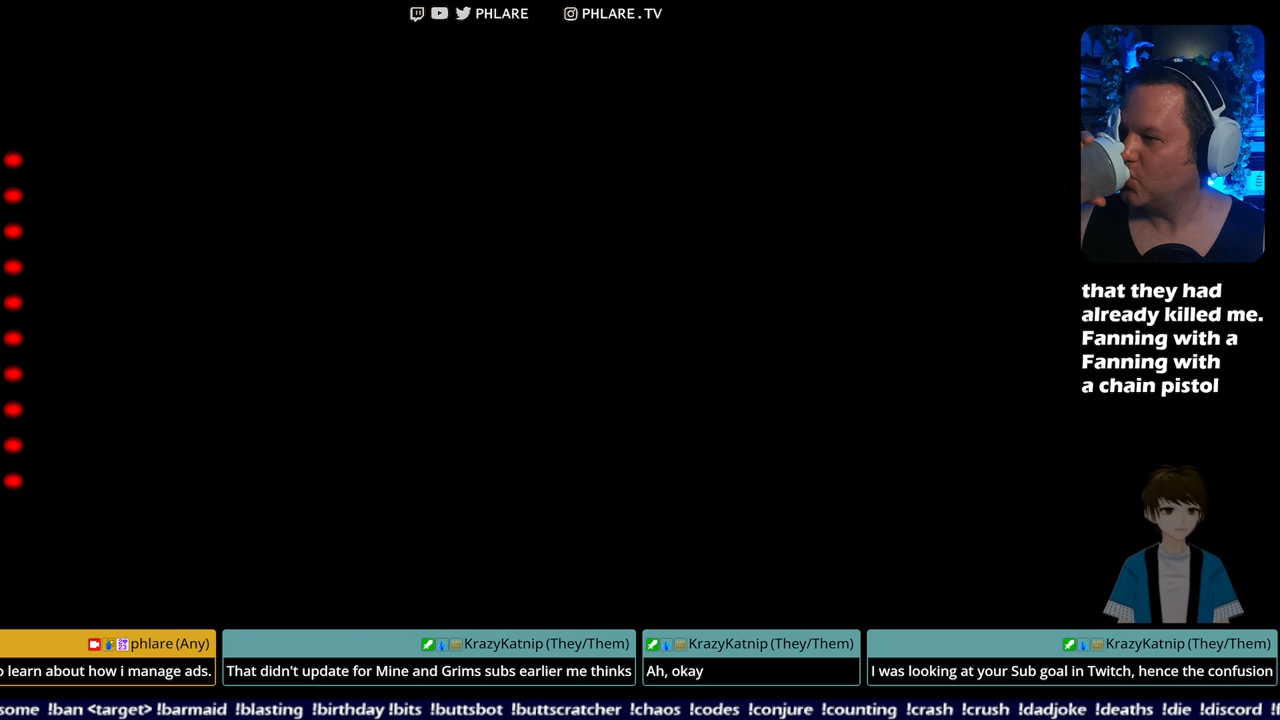 PHLARE
PHLARE.TV
that they had
already killed me.
Fanning with a
Fanning with
a chain pistol
phlare (Any)
learn about how i manage ads.
KrazyKatnip (They/Them)
That didn't update for Mine and Grims subs earlier me thinks
KrazyKatnip (They/Them)
Ah, okay
KrazyKatnip (They/Them)
I was looking at your Sub goal in Twitch, hence the confusion
some !ban <target> !barmaid !blasting !birthday !bits !buttsbot !buttscratcher !chaos !codes !conjure !counting !crash !crush !dadjoke !deaths !die !discord